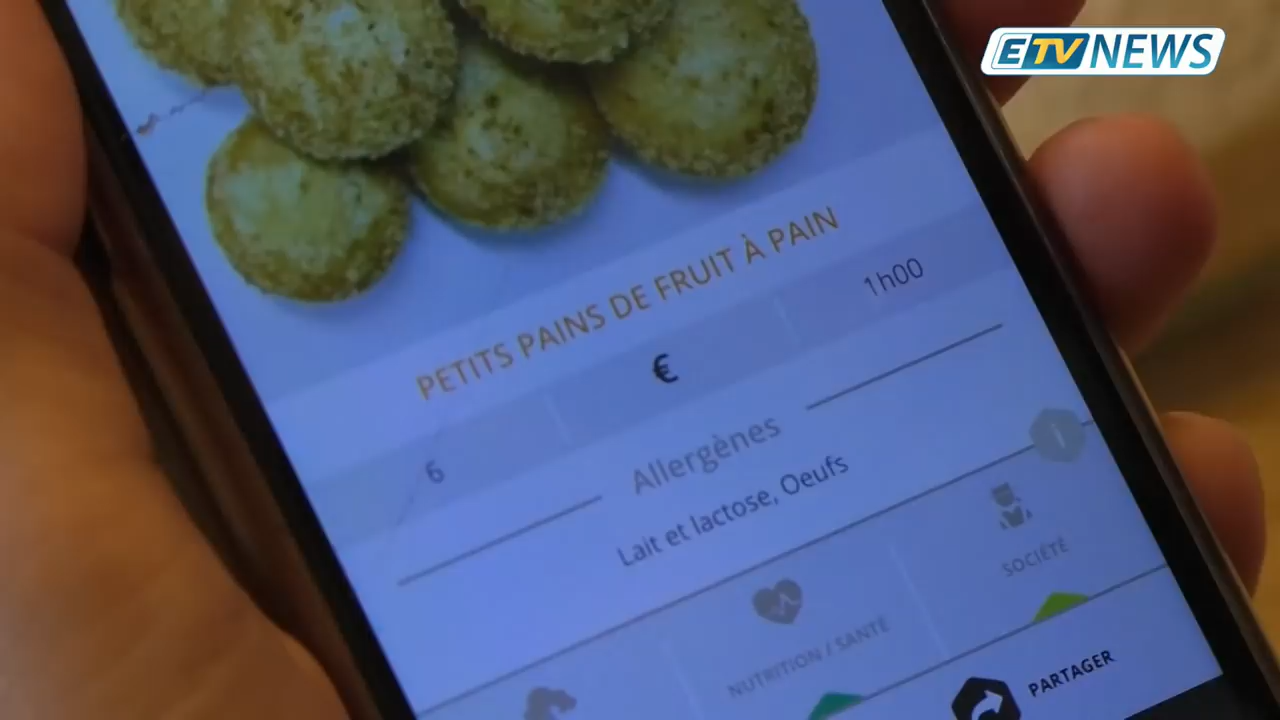 ETV NEWS
PETITS PAINS DE FRUIT À PAIN
6 € 1h00
Allergènes
Lait et lactose, Oeufs
i
NUTRITION / SANTÉ
SOCIÉTÉ
PARTAGER